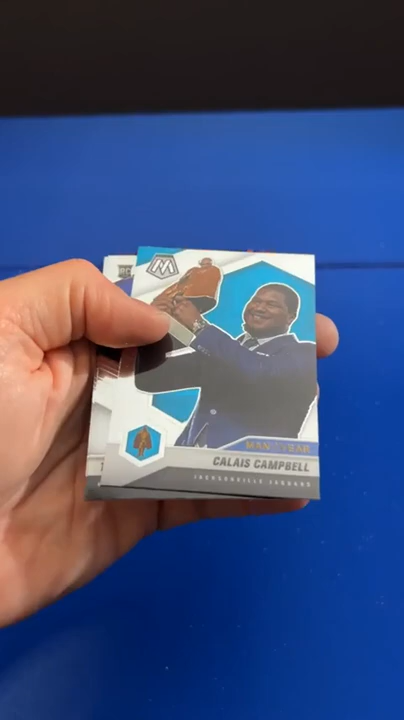 M
MAN OF THE YEAR
CALAIS CAMPBELL
JACKSONVILLE JAGUARS